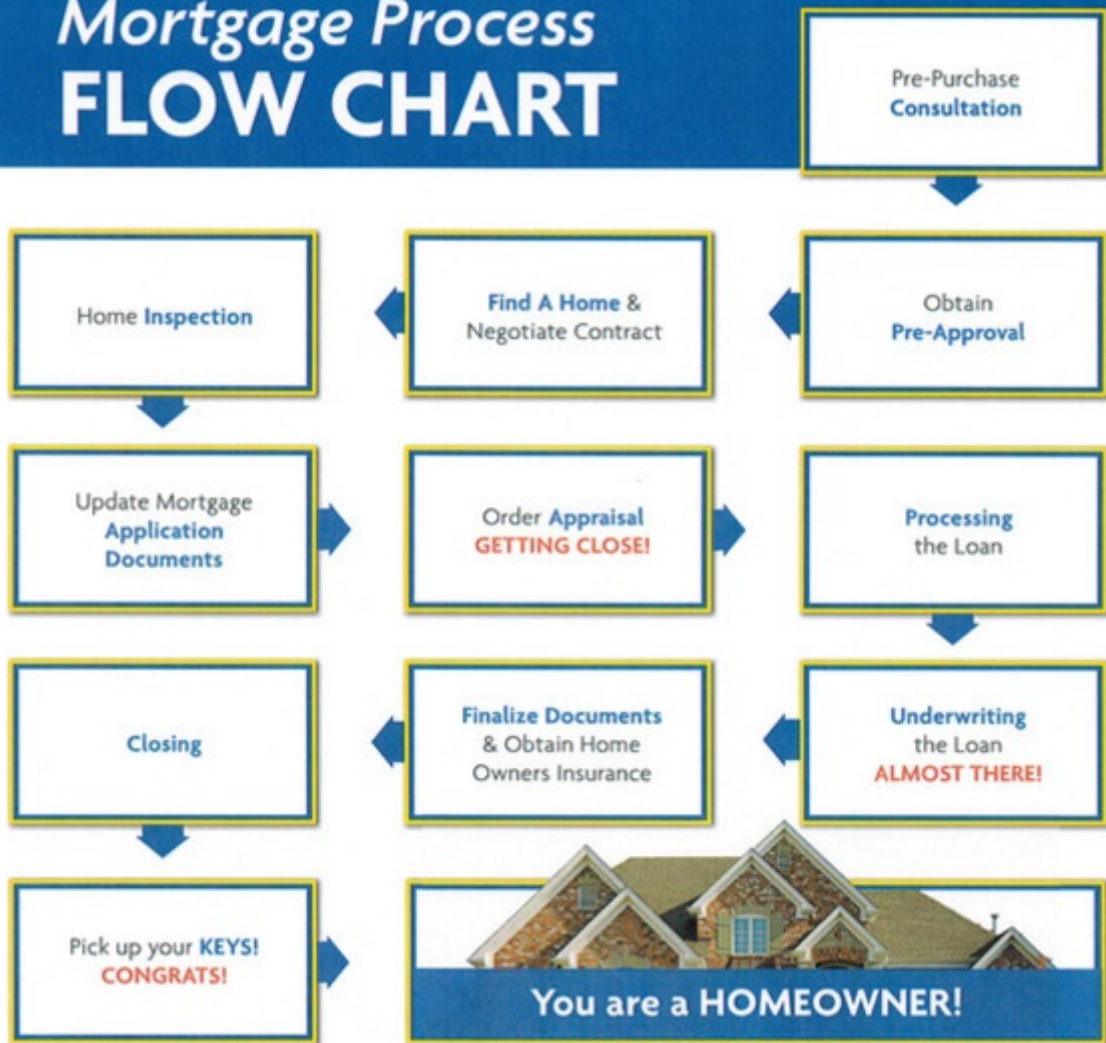 Mortgage Process
FLOW CHART
Pre-Purchase
Consultation
Obtain
Pre-Approval
Find A Home &
Negotiate Contract
Home Inspection
Update Mortgage
Application
Documents
Order Appraisal
GETTING CLOSE!
Processing
the Loan
Underwriting
the Loan
ALMOST THERE!
Finalize Documents
& Obtain Home
Owners Insurance
Closing
Pick up your KEYS!
CONGRATS!
You are a HOMEOWNER!